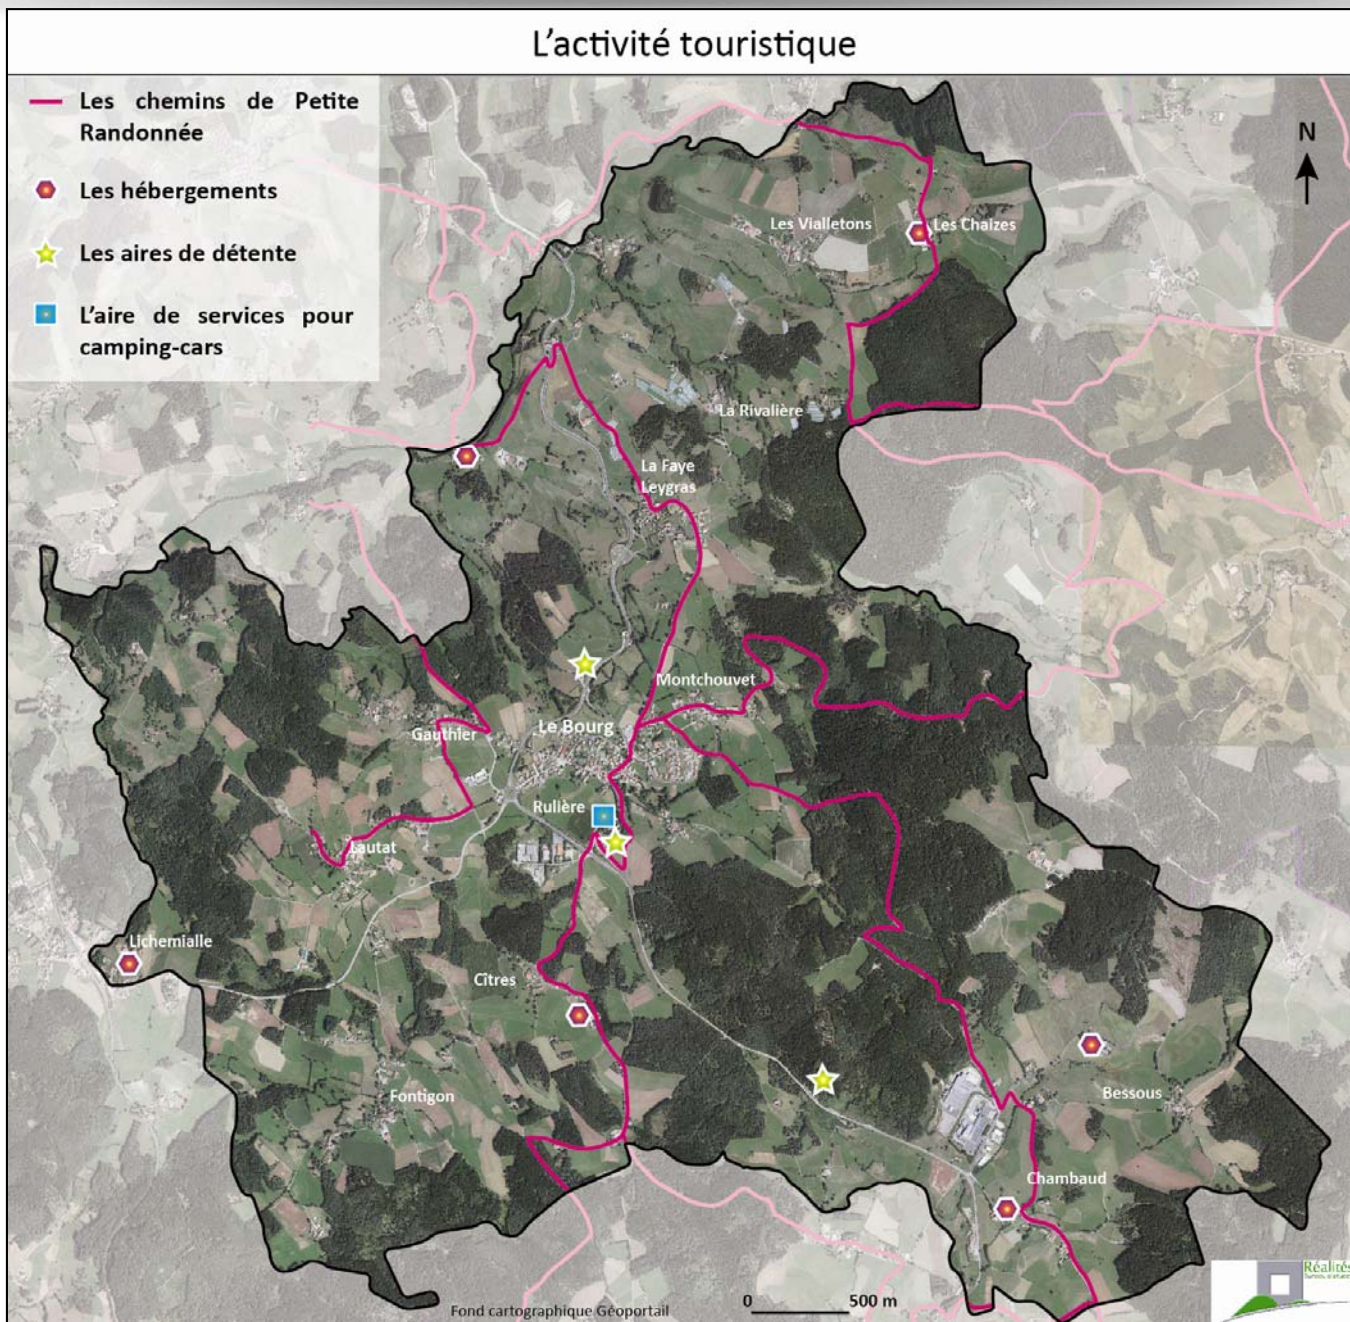 L'activité touristique
Les chemins de Petite
Randonnée
Les hébergements
Les aires de détente
L'aire de services pour
camping-cars
N
Les Vialletons
Les Chaizes
La Rivalière
La Faye
Leygras
Montchouvet
Le Bourg
Gauthier
Rulière
Lautat
Lichemialle
Cîtres
Fontigon
Bessous
Chambaud
Fond cartographique Géoportail
0 500 m
Réalités